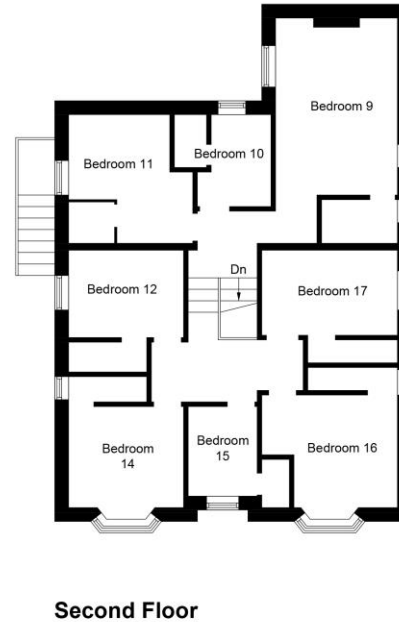 Bedroom 9
Bedroom 10
Bedroom 11
Dn
Bedroom 12
Bedroom 17
Bedroom
14
Bedroom
15
Bedroom 16
Second Floor